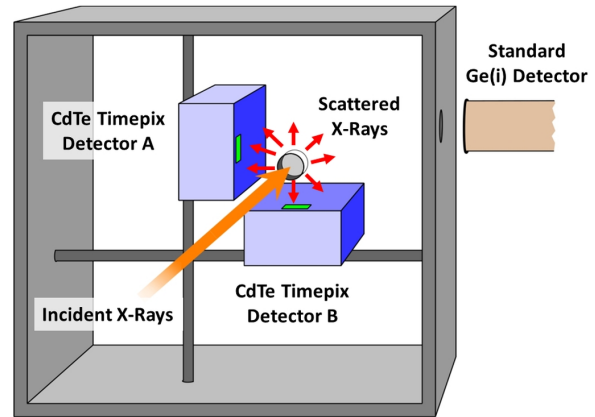 Standard
Ge(i) Detector
CdTe Timepix
Detector A
Scattered
X-Rays
Incident X-Rays
CdTe Timepix
Detector B